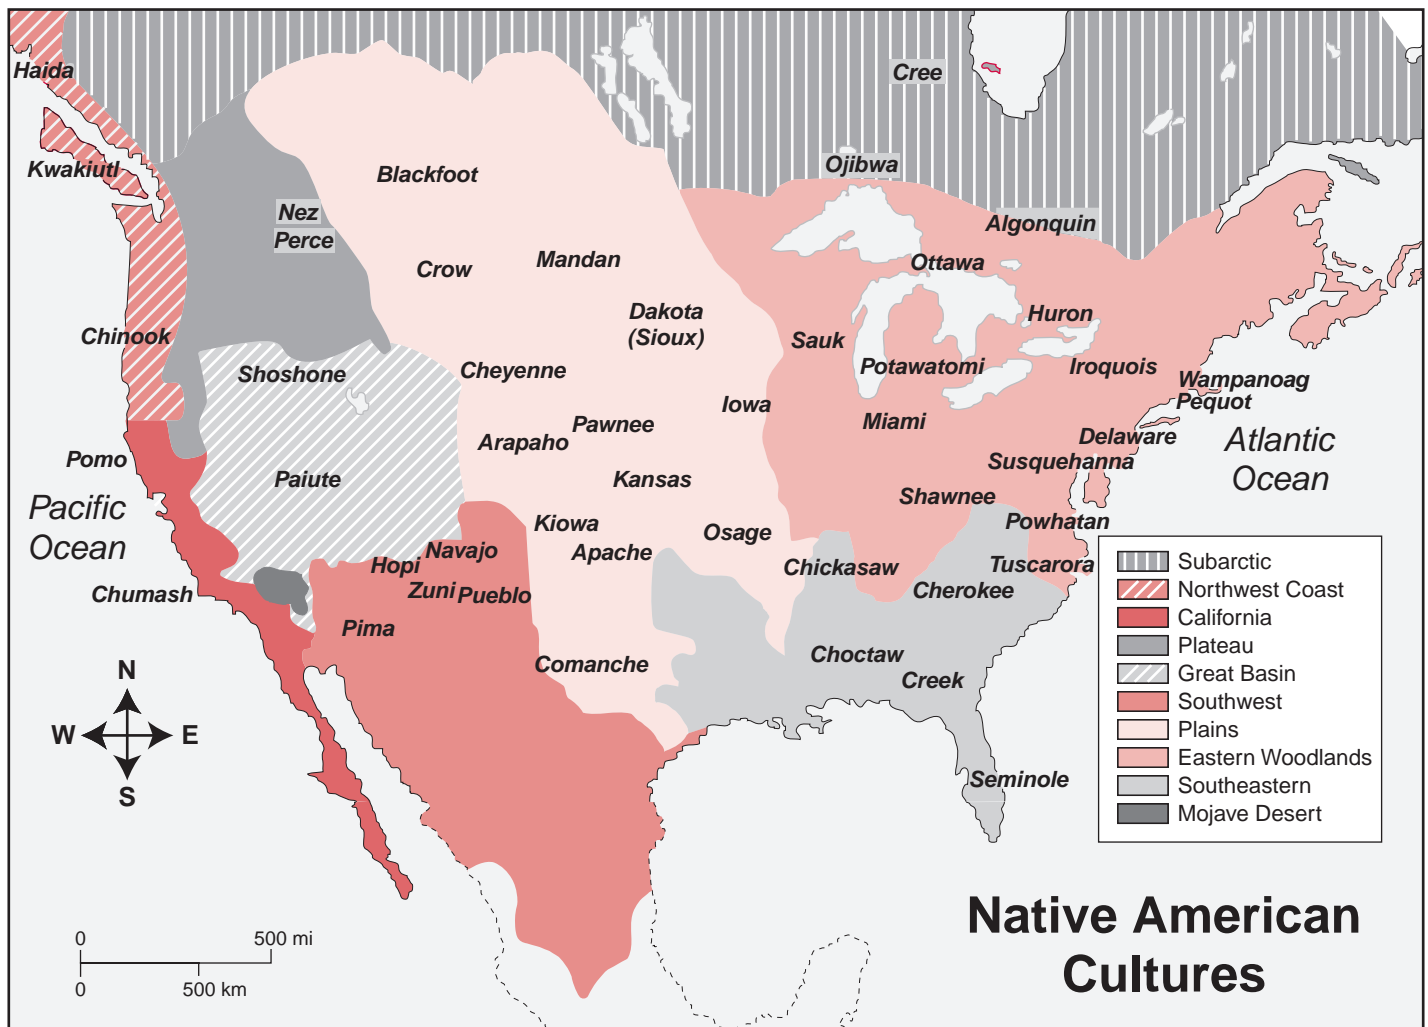 Haida
Cree
Kwakiutl
Blackfoot
Ojibwa
Nez
Perce
Algonquin
Crow
Mandan
Ottawa
Dakota
(Sioux)
Huron
Chinook
Sauk
Shoshone
Cheyenne
Potawatomi
Iroquois
Wampanoag
Pequot
Iowa
Miami
Pawnee
Arapaho
Delaware
Atlantic
Ocean
Pomo
Susquehanna
Paiute
Kansas
Shawnee
Pacific
Ocean
Kiowa
Osage
Powhatan
Navajo
Apache
Hopi
Chickasaw
Tuscarora
Chumash
Zuni
Pueblo
Cherokee
Pima
Comanche
Choctaw
Creek
Seminole
Subarctic
Northwest Coast
California
Plateau
Great Basin
Southwest
Plains
Eastern Woodlands
Southeastern
Mojave Desert
N
W
E
S
0
500 mi
0
500 km
Native American
Cultures